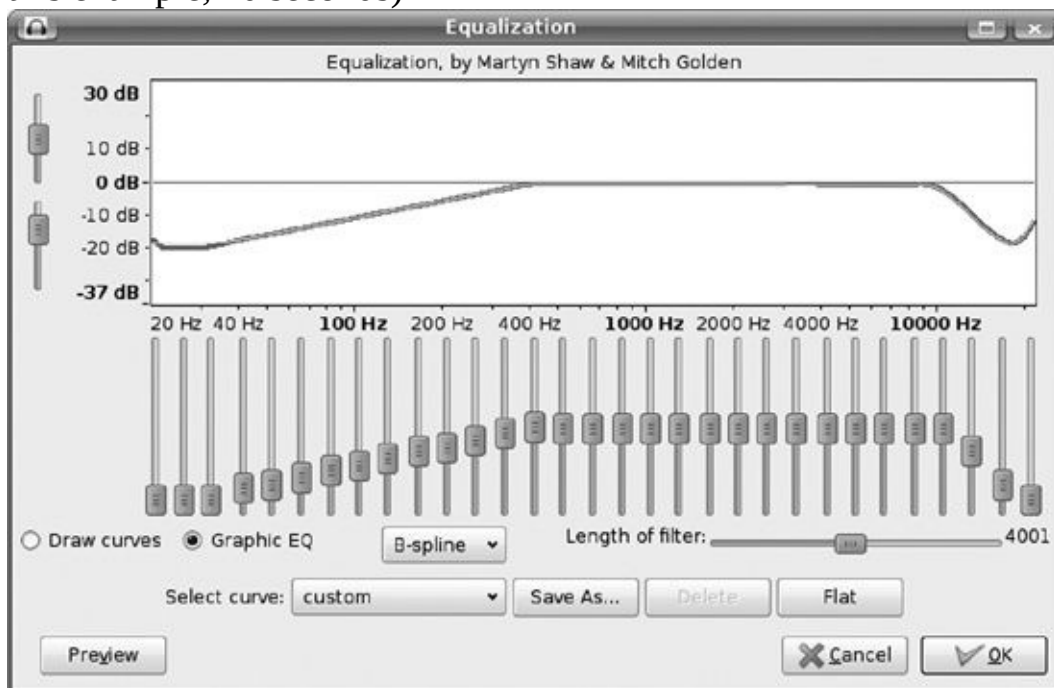 Equalization
Equalization, by Martyn Shaw & Mitch Golden
30 dB
10 dB
0 dB
-10 dB
-20 dB
-37 dB
20 Hz 40 Hz 100 Hz 200 Hz 400 Hz 1000 Hz 2000 Hz 4000 Hz 10000 Hz
Draw curves Graphic EQ B-spline Length of filter: 4001
Select curve: custom Save As... Delete Flat
Preview Cancel OK